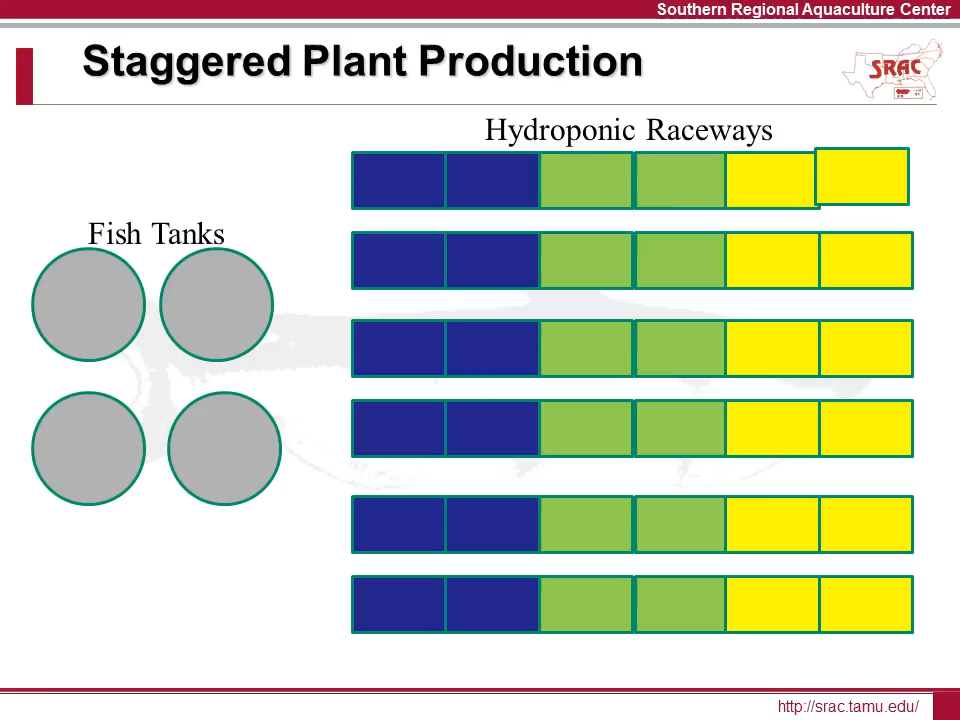 Southern Regional Aquaculture Center
Staggered Plant Production
SRAC
Hydroponic Raceways
Fish Tanks
http://srac.tamu.edu/